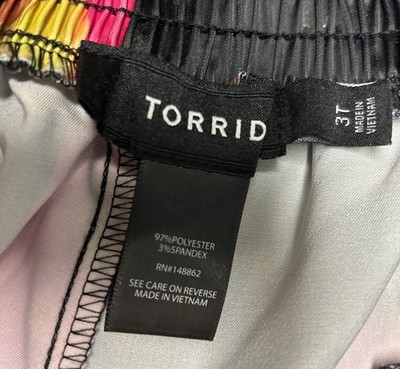 TORRID
3T
MADE IN
VIETNAM
97%POLYESTER
3%SPANDEX
RN#148862
SEE CARE ON REVERSE
MADE IN VIETNAM